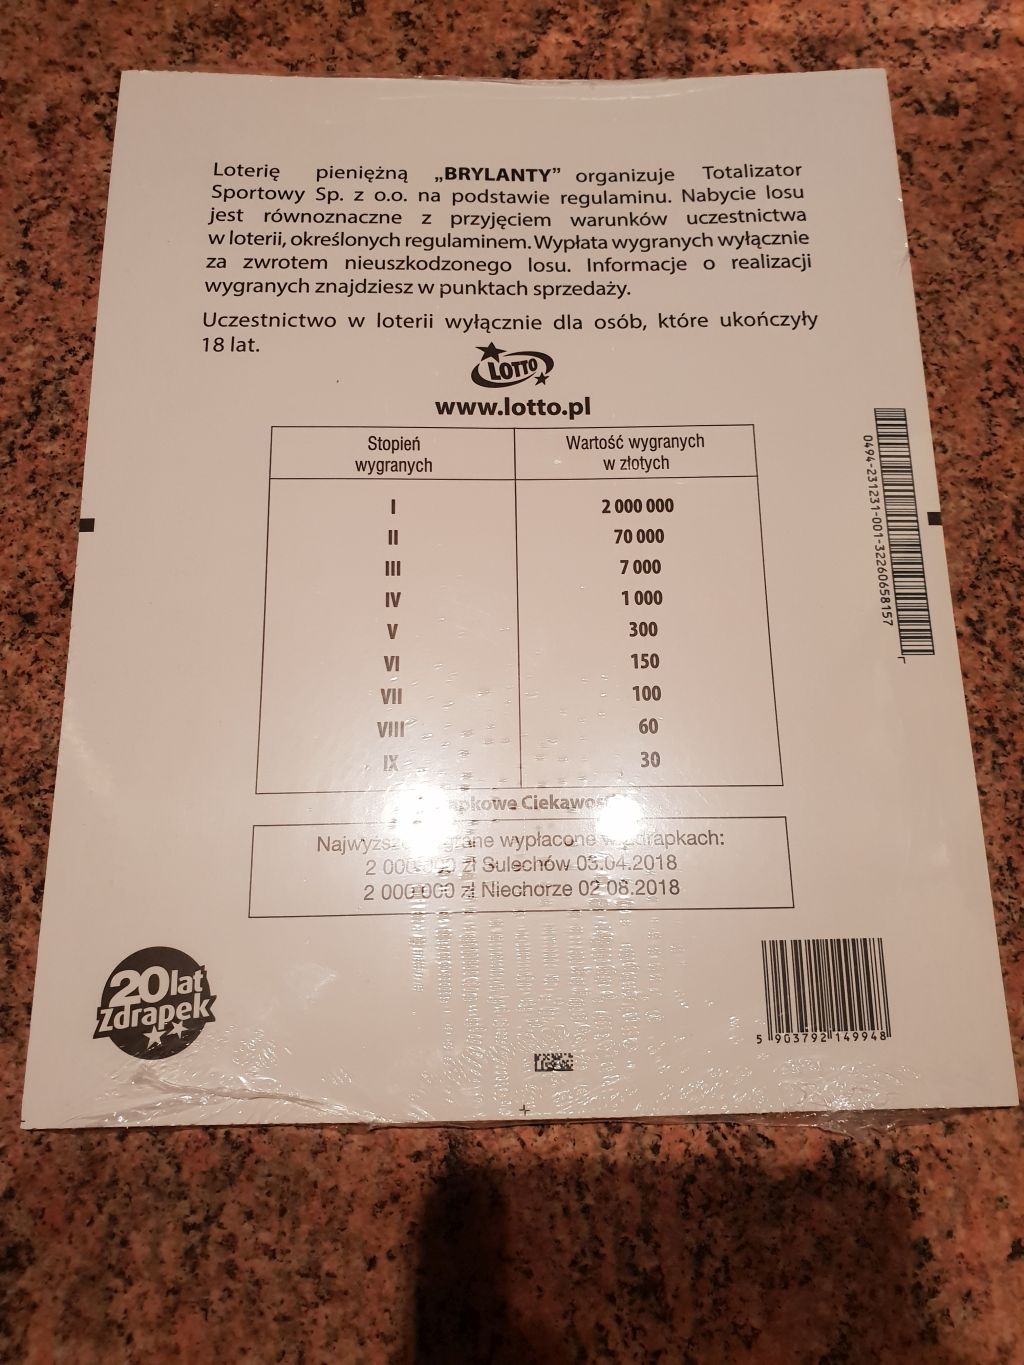 Loterię pieniężną „BRYLANTY” organizuje Totalizator
Sportowy Sp. z o.o. na podstawie regulaminu. Nabycie losu
jest równoznaczne z przyjęciem warunków uczestnictwa
w loterii, określonych regulaminem. Wypłata wygranych wyłącznie
za zwrotem nieuszkodzonego losu. Informacje o realizacji
wygranych znajdziesz w punktach sprzedaży.
Uczestnictwo w loterii wyłącznie dla osób, które ukończyły
18 lat.
LOTTO
www.lotto.pl
Stopień wygranych Wartość wygranych w złotych
I 2 000 000
II 70 000
III 7 000
IV 1 000
V 300
VI 150
VII 100
VIII 60
IX 30
0494-231231-001-32260658157
2 000 000 zł Sulechów 03.04.2018
2 000 000 zł Niechorze 02.08.2018
20 lat
Zdrapek
5 903792 149948